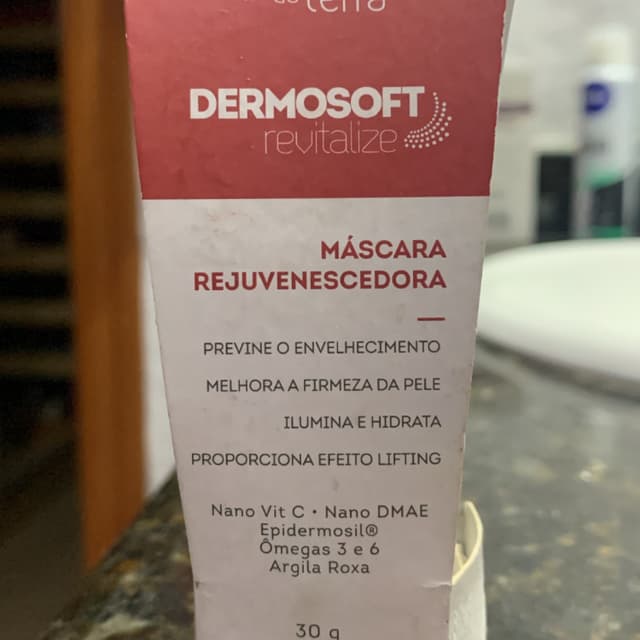 terra
DERMOSOFT
revitalize
MÁSCARA
REJUVENESCEDORA
PREVINE O ENVELHECIMENTO
MELHORA A FIRMEZA DA PELE
ILUMINA E HIDRATA
PROPORCIONA EFEITO LIFTING
Nano Vit C • Nano DMAE
Epidermosil®
Ômegas 3 e 6
Argila Roxa
30 g